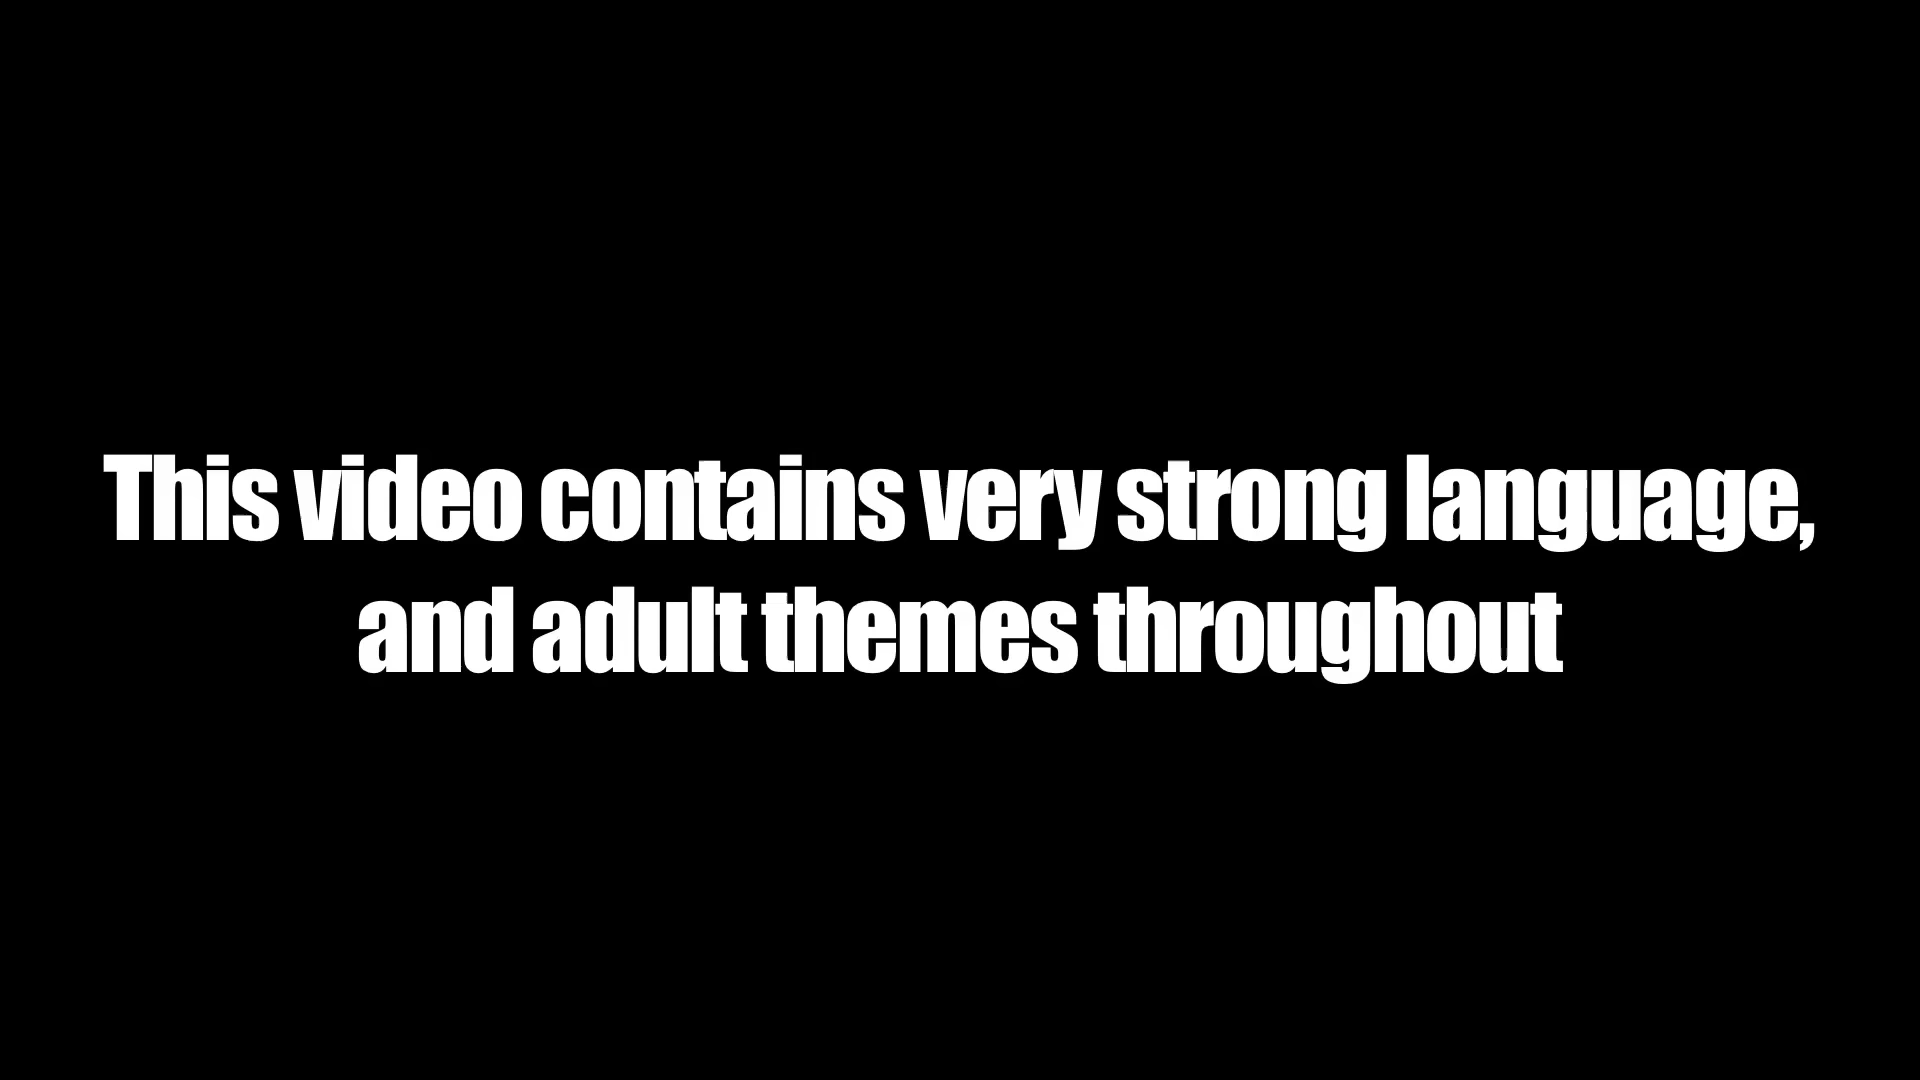 This video contains very strong language,
and adult themes throughout